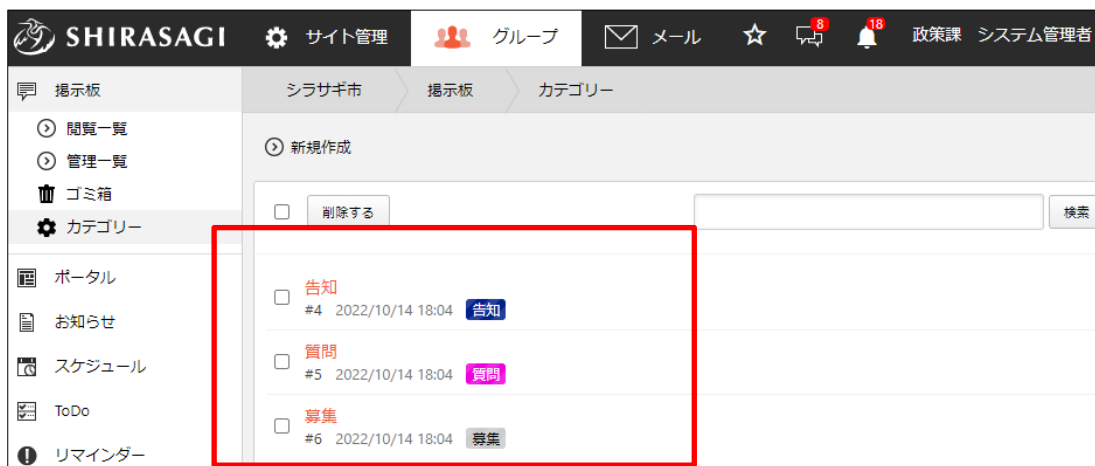 SHIRASAGI サイト管理 グループ メール 8 18 政策課 システム管理者
掲示板
シラサギ市 掲示板 カテゴリー
閲覧一覧
管理一覧
新規作成
ゴミ箱
削除する 検索
カテゴリー
ポータル
お知らせ
スケジュール
ToDo
リマインダー
告知
#4 2022/10/14 18:04 告知
質問
#5 2022/10/14 18:04 質問
募集
#6 2022/10/14 18:04 募集